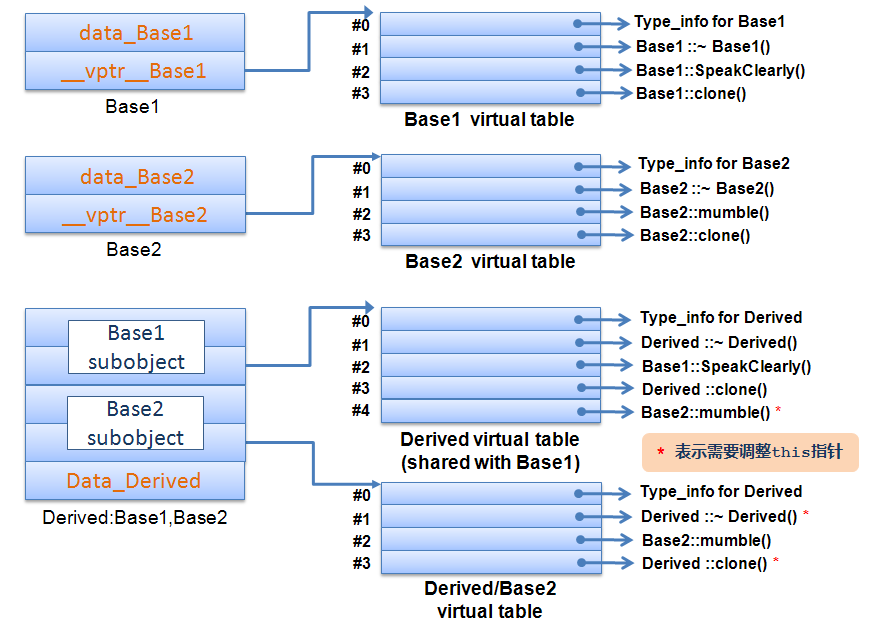 data_Base1
__vptr__Base1
Base1
#0
#1
#2
#3
Type_info for Base1
Base1 ::~ Base1()
Base1::SpeakClearly()
Base1::clone()
Base1 virtual table
data_Base2
__vptr__Base2
Base2
#0
#1
#2
#3
Type_info for Base2
Base2 ::~ Base2()
Base2::mumble()
Base2::clone()
Base2 virtual table
Base1
subobject
Base2
subobject
Data_Derived
Derived:Base1,Base2
#0
#1
#2
#3
#4
Type_info for Derived
Derived ::~ Derived()
Base1::SpeakClearly()
Derived ::clone()
Base2::mumble() *
Derived virtual table
(shared with Base1)
* 表示需要调整this指针
#0
#1
#2
#3
Type_info for Derived
Derived ::~ Derived() *
Base2::mumble()
Derived ::clone() *
Derived/Base2
virtual table